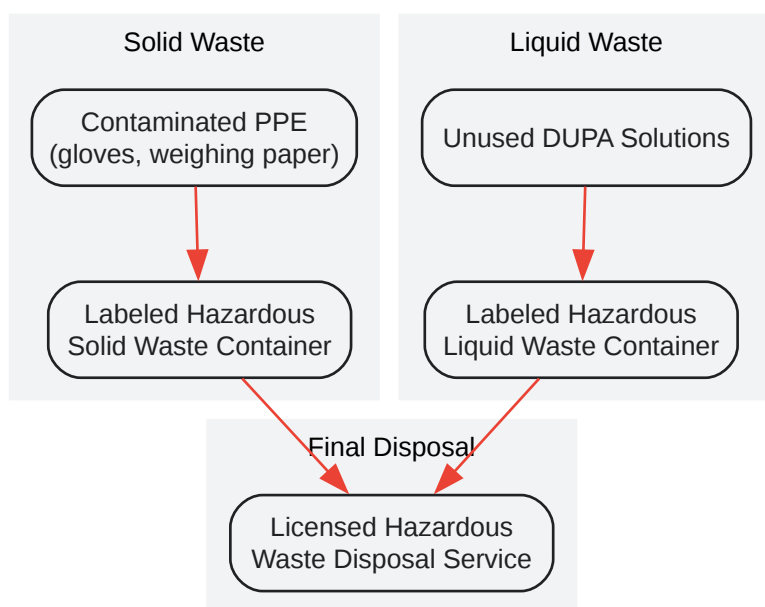 Solid Waste
Liquid Waste
Contaminated PPE
(gloves, weighing paper)
Unused DUPA Solutions
Labeled Hazardous
Solid Waste Container
Labeled Hazardous
Liquid Waste Container
Final Disposal
Licensed Hazardous
Waste Disposal Service